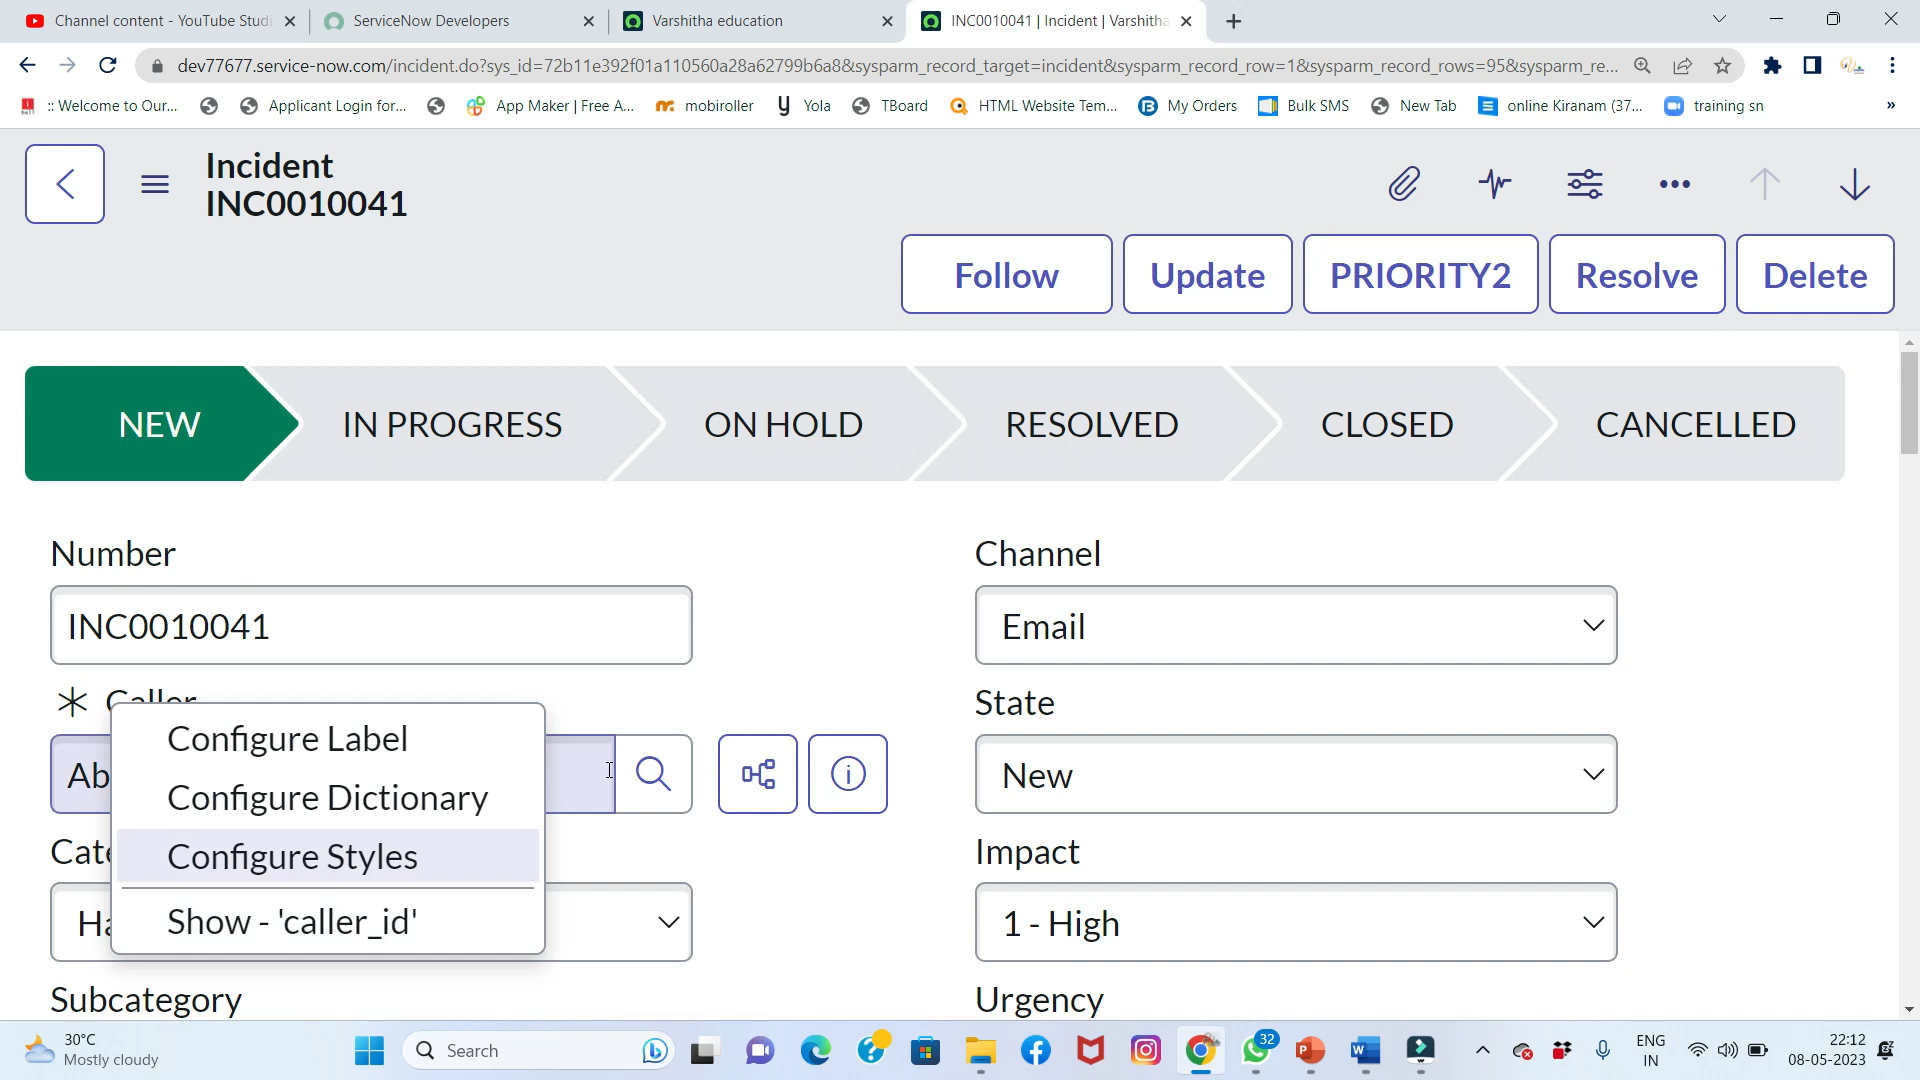 Channel content - YouTube Studi
ServiceNow Developers
Varshitha education
INC0010041 | Incident | Varshitha
dev77677.service-now.com/incident.do?sys_id=72b11e392f01a110560a28a62799b6a8&sysparm_record_target=incident&sysparm_record_row=1&sysparm_record_rows=95&sysparm_re...
:: Welcome to Our...
Applicant Login for...
App Maker | Free A...
mobiroller
Yola
TBoard
HTML Website Tem...
My Orders
Bulk SMS
New Tab
online Kiranam (37...
training sn
»
Incident
INC0010041
Follow
Update
PRIORITY2
Resolve
Delete
NEW
IN PROGRESS
ON HOLD
RESOLVED
CLOSED
CANCELLED
Number
INC0010041
Channel
Email
Caller
Ab
State
New
Configure Label
Configure Dictionary
Configure Styles
Show - 'caller_id'
Cate
Ha
Impact
1 - High
Subcategory
Urgency
30°C
Mostly cloudy
Search
32
ENG
IN
22:12
08-05-2023